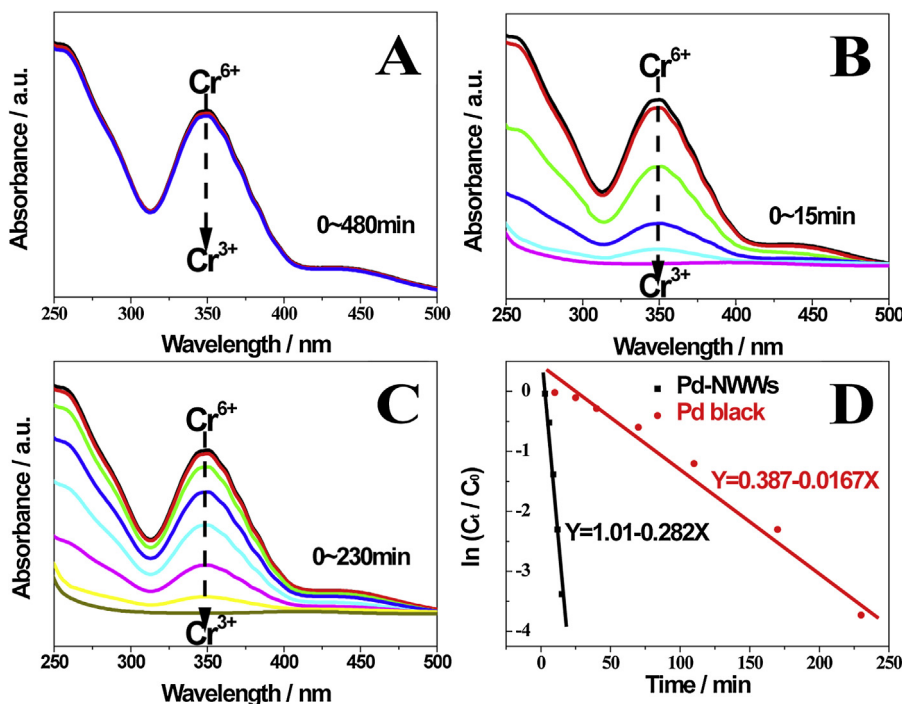 A
Cr6+
Absorbance / a.u.
0~480min
Cr3+
250 300 350 400 450 500
Wavelength / nm
B
Cr6+
Absorbance / a.u.
0~15min
Cr3+
250 300 350 400 450 500
Wavelength / nm
C
Cr6+
Absorbance / a.u.
0~230min
Cr3+
250 300 350 400 450 500
Wavelength / nm
D
Pd-NWWs
Pd black
ln (Ct / C0)
0
-1
-2
-3
-4
Y=0.387-0.0167X
Y=1.01-0.282X
0 50 100 150 200 250
Time / min